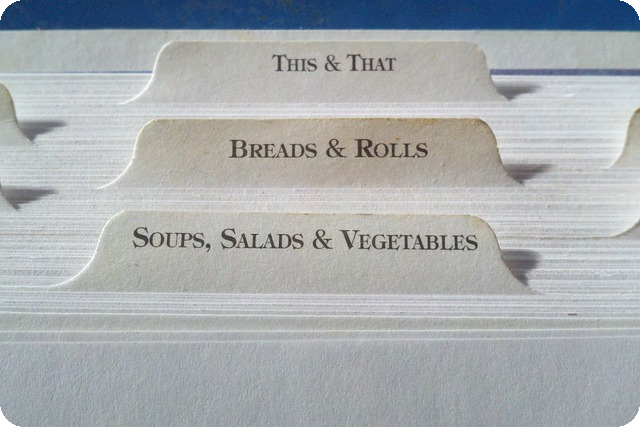 This & That
Breads & Rolls
Soups, Salads & Vegetables